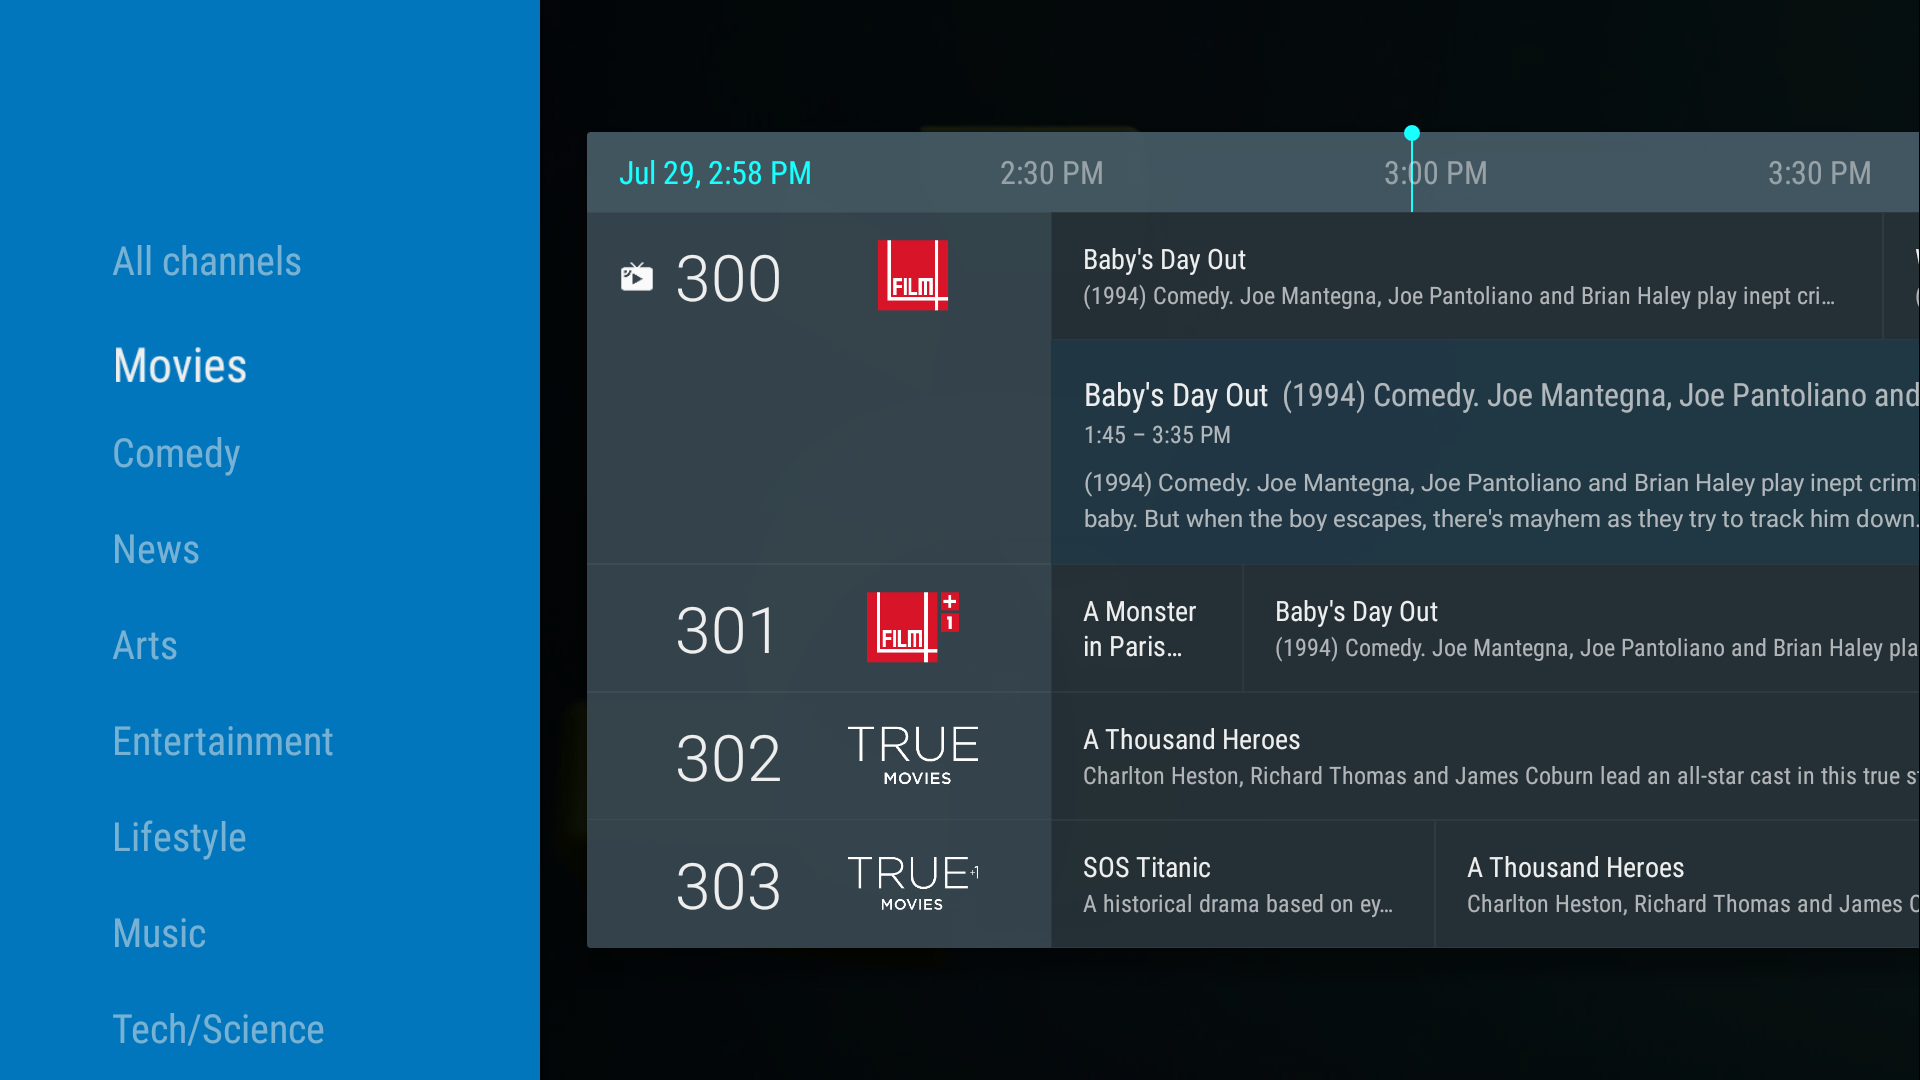 All channels
Movies
Comedy
News
Arts
Entertainment
Lifestyle
Music
Tech/Science
Jul 29, 2:58 PM
2:30 PM
3:00 PM
3:30 PM
300
FILM4
Baby's Day Out
(1994) Comedy. Joe Mantegna, Joe Pantoliano and Brian Haley play inept cri...
Baby's Day Out (1994) Comedy. Joe Mantegna, Joe Pantoliano and
1:45 – 3:35 PM
(1994) Comedy. Joe Mantegna, Joe Pantoliano and Brian Haley play inept crim
baby. But when the boy escapes, there's mayhem as they try to track him down.
301
FILM4
+
1
A Monster
in Paris...
Baby's Day Out
(1994) Comedy. Joe Mantegna, Joe Pantoliano and Brian Haley pla
302
TRUE
MOVIES
A Thousand Heroes
Charlton Heston, Richard Thomas and James Coburn lead an all-star cast in this true s
303
TRUE+1
MOVIES
SOS Titanic
A historical drama based on ey...
A Thousand Heroes
Charlton Heston, Richard Thomas and James C